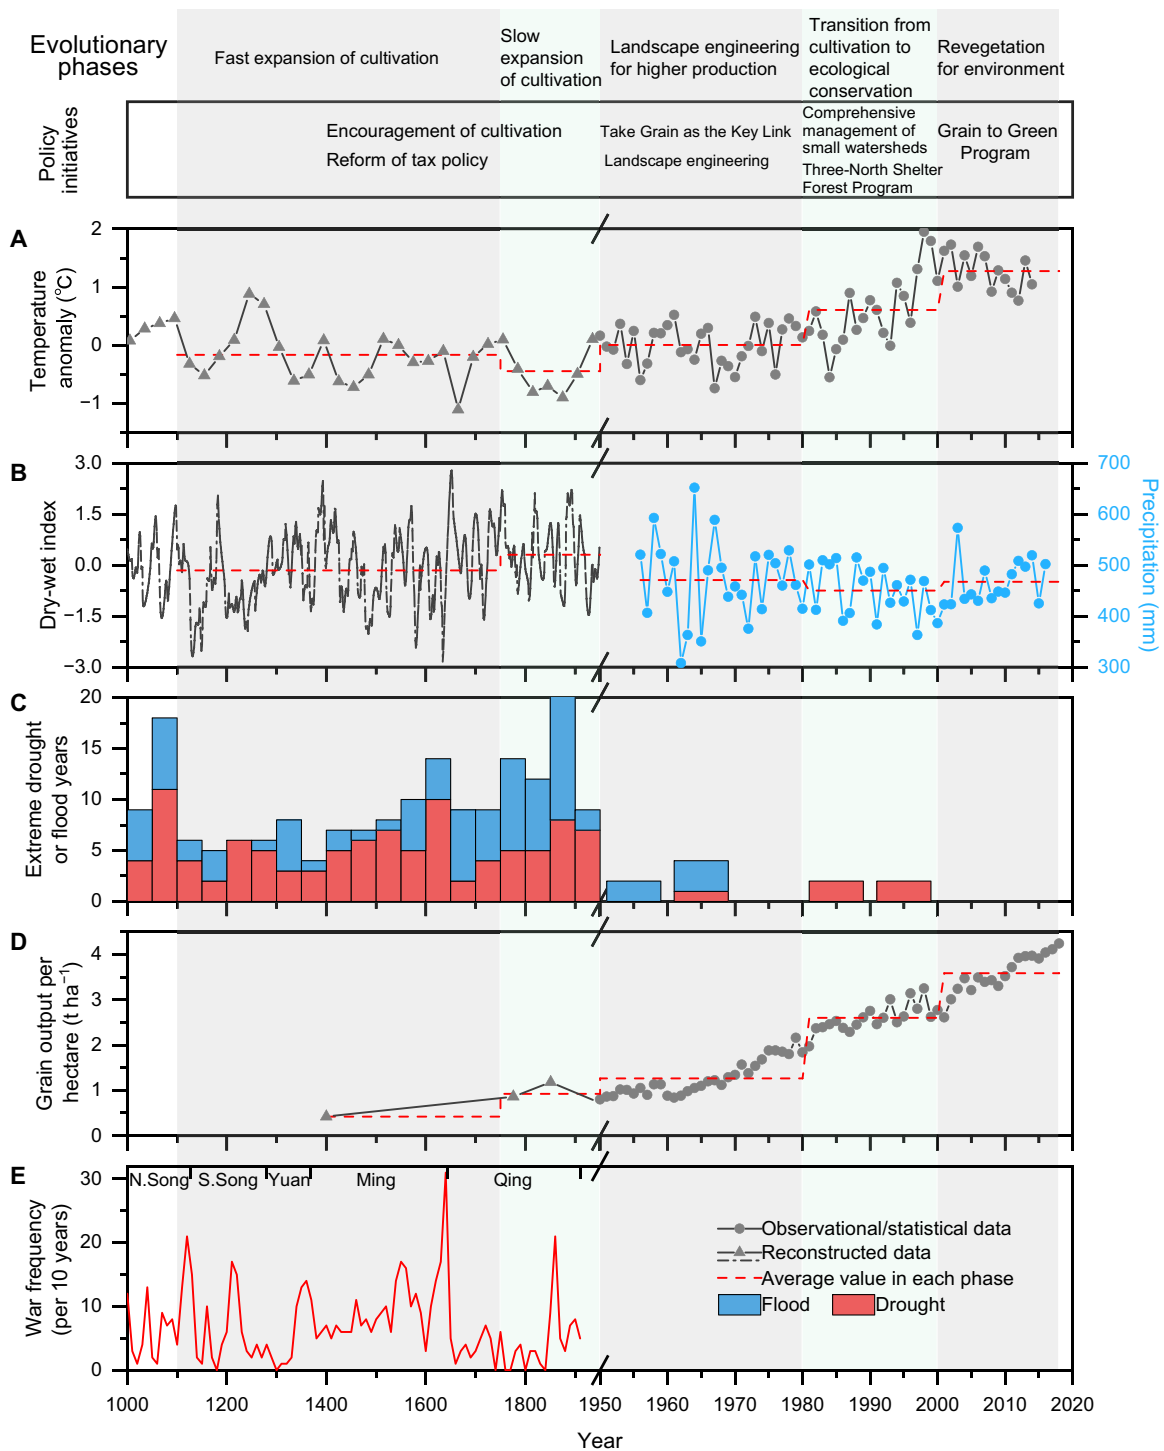 Evolutionary
phases
Fast expansion of cultivation
Slow
expansion
of cultivation
Landscape engineering
for higher production
Transition from
cultivation to
ecological
conservation
Revegetation
for environment
Policy
initiatives
Encouragement of cultivation
Reform of tax policy
Take Grain as the Key Link
Landscape engineering
Comprehensive
management of
small watersheds
Three-North Shelter
Forest Program
Grain to Green
Program
A
Temperature
anomaly (°C)
2
1
0
−1
B
Dry−wet index
3.0
1.5
0.0
−1.5
−3.0
700
600
500
400
300
Precipitation (mm)
C
Extreme drought
or flood years
20
15
10
5
0
D
Grain output per
hectare (t ha⁻¹)
4
3
2
1
0
E
War frequency
(per 10 years)
30
20
10
0
N.Song
S.Song
Yuan
Ming
Qing
Observational/statistical data
Reconstructed data
Average value in each phase
Flood
Drought
1000 1200 1400 1600 1800 1950 1960 1970 1980 1990 2000 2010 2020
Year